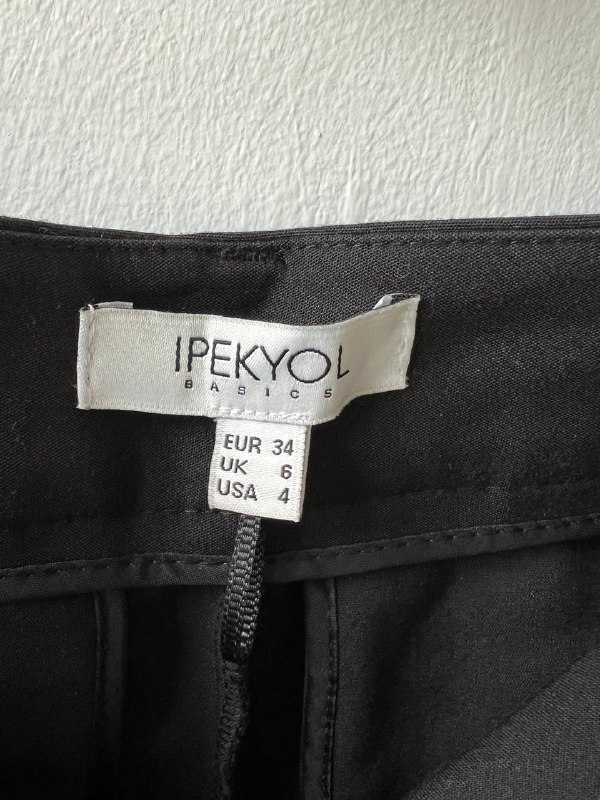 IPEKYOL
BASICS
EUR 34
UK 6
USA 4